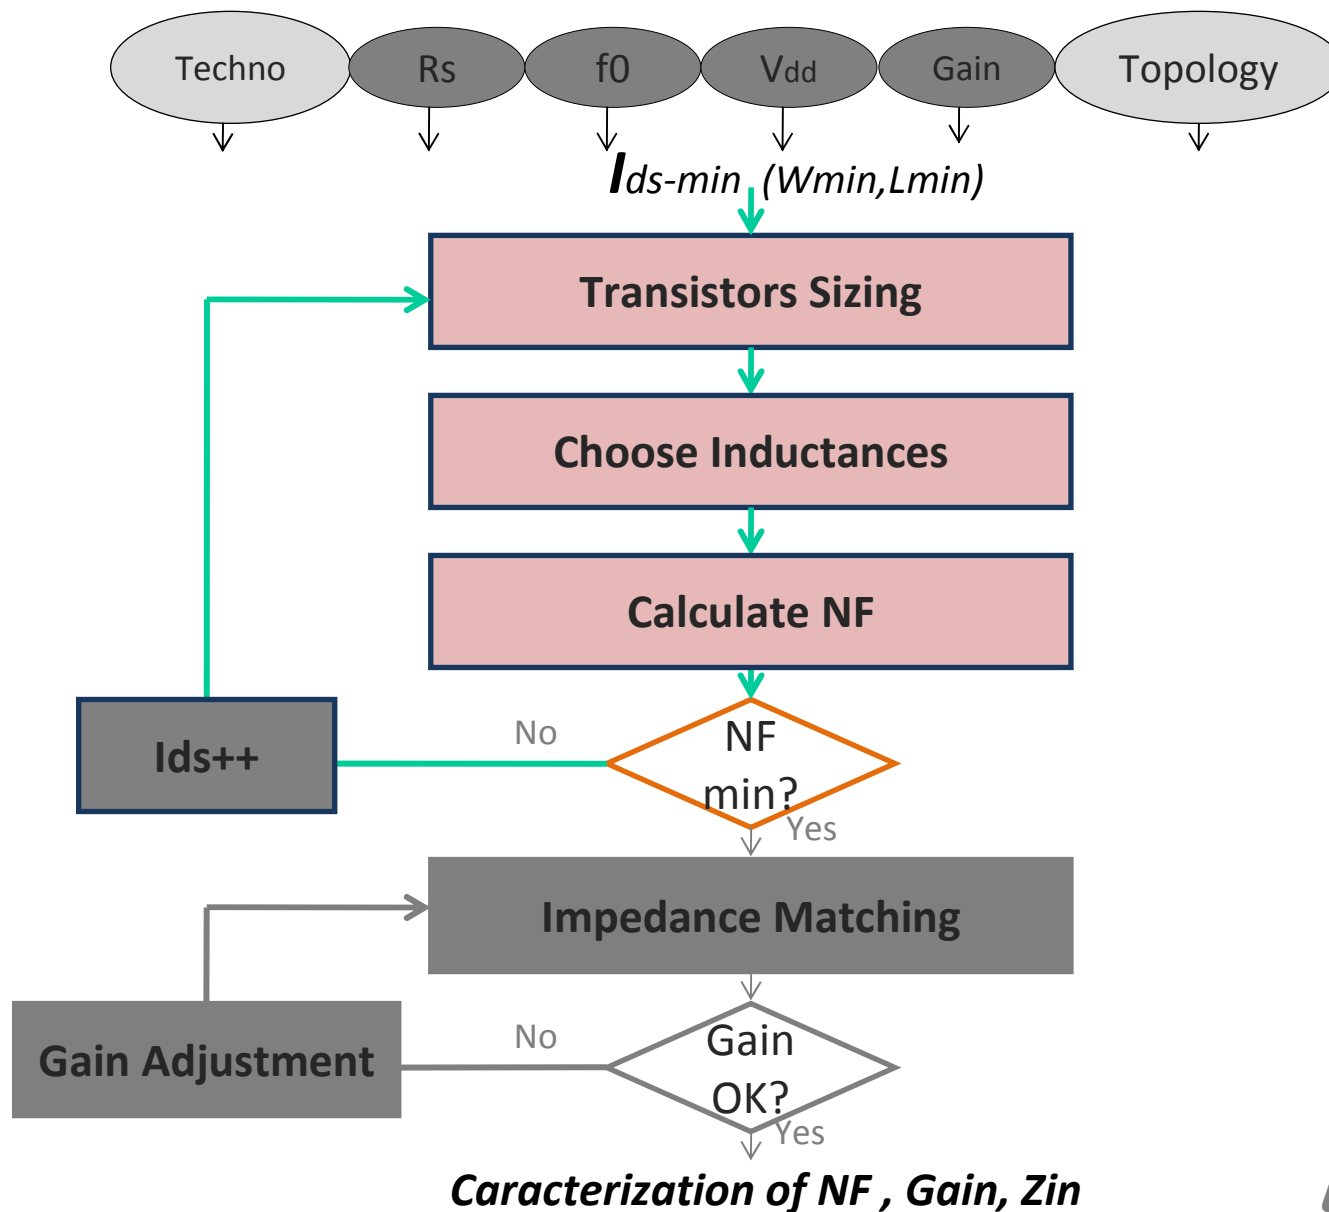 Techno Rs f0 Vdd Gain Topology
Ids-min (Wmin,Lmin)
Transistors Sizing
Choose Inductances
Calculate NF
No
NF
min?
Ids++
Yes
Impedance Matching
No
Gain
OK?
Gain Adjustment
Yes
Caracterization of NF , Gain, Zin